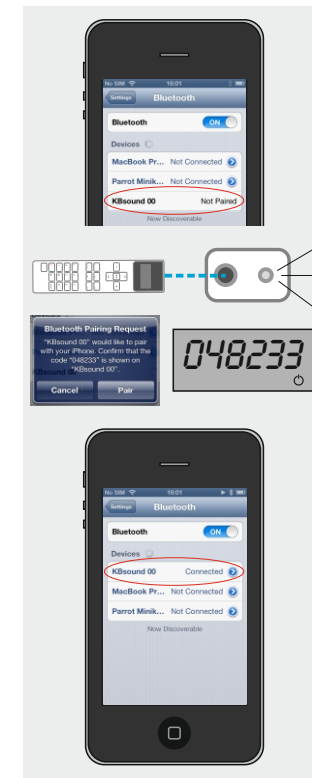 No SIM 16:01
Settings Bluetooth
Bluetooth ON
Devices
MacBook Pr... Not Connected
Parrot Minik... Not Connected
KBsound 00 Not Paired
Now Discoverable
Bluetooth Pairing Request
"KBsound 00" would like to pair
with your iPhone. Confirm that the
code "048233" is shown on
"KBsound 00".
Cancel Pair
048233
No SIM 16:01
Settings Bluetooth
Bluetooth ON
Devices
KBsound 00 Connected
MacBook Pr... Not Connected
Parrot Minik... Not Connected
Now Discoverable